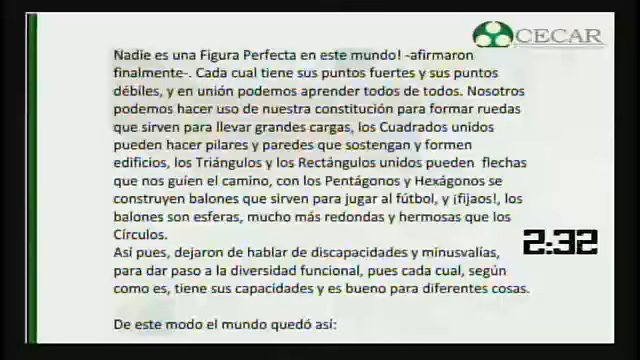 CECAR
Nadie es una Figura Perfecta en este mundo! -afirmaron
finalmente-. Cada cual tiene sus puntos fuertes y sus puntos
débiles, y en unión podemos aprender todos de todos. Nosotros
podemos hacer uso de nuestra constitución para formar ruedas
que sirven para llevar grandes cargas, los Cuadrados unidos
pueden hacer pilares y paredes que sostengan y formen
edificios, los Triángulos y los Rectángulos unidos pueden flechas
que nos guíen el camino, con los Pentágonos y Hexágonos se
construyen balones que sirven para jugar al fútbol, y ¡fijaos!, los
balones son esferas, mucho más redondas y hermosas que los
Círculos.
2:32
Así pues, dejaron de hablar de discapacidades y minusvalías,
para dar paso a la diversidad funcional, pues cada cual, según
como es, tiene sus capacidades y es bueno para diferentes cosas.
De este modo el mundo quedó así: